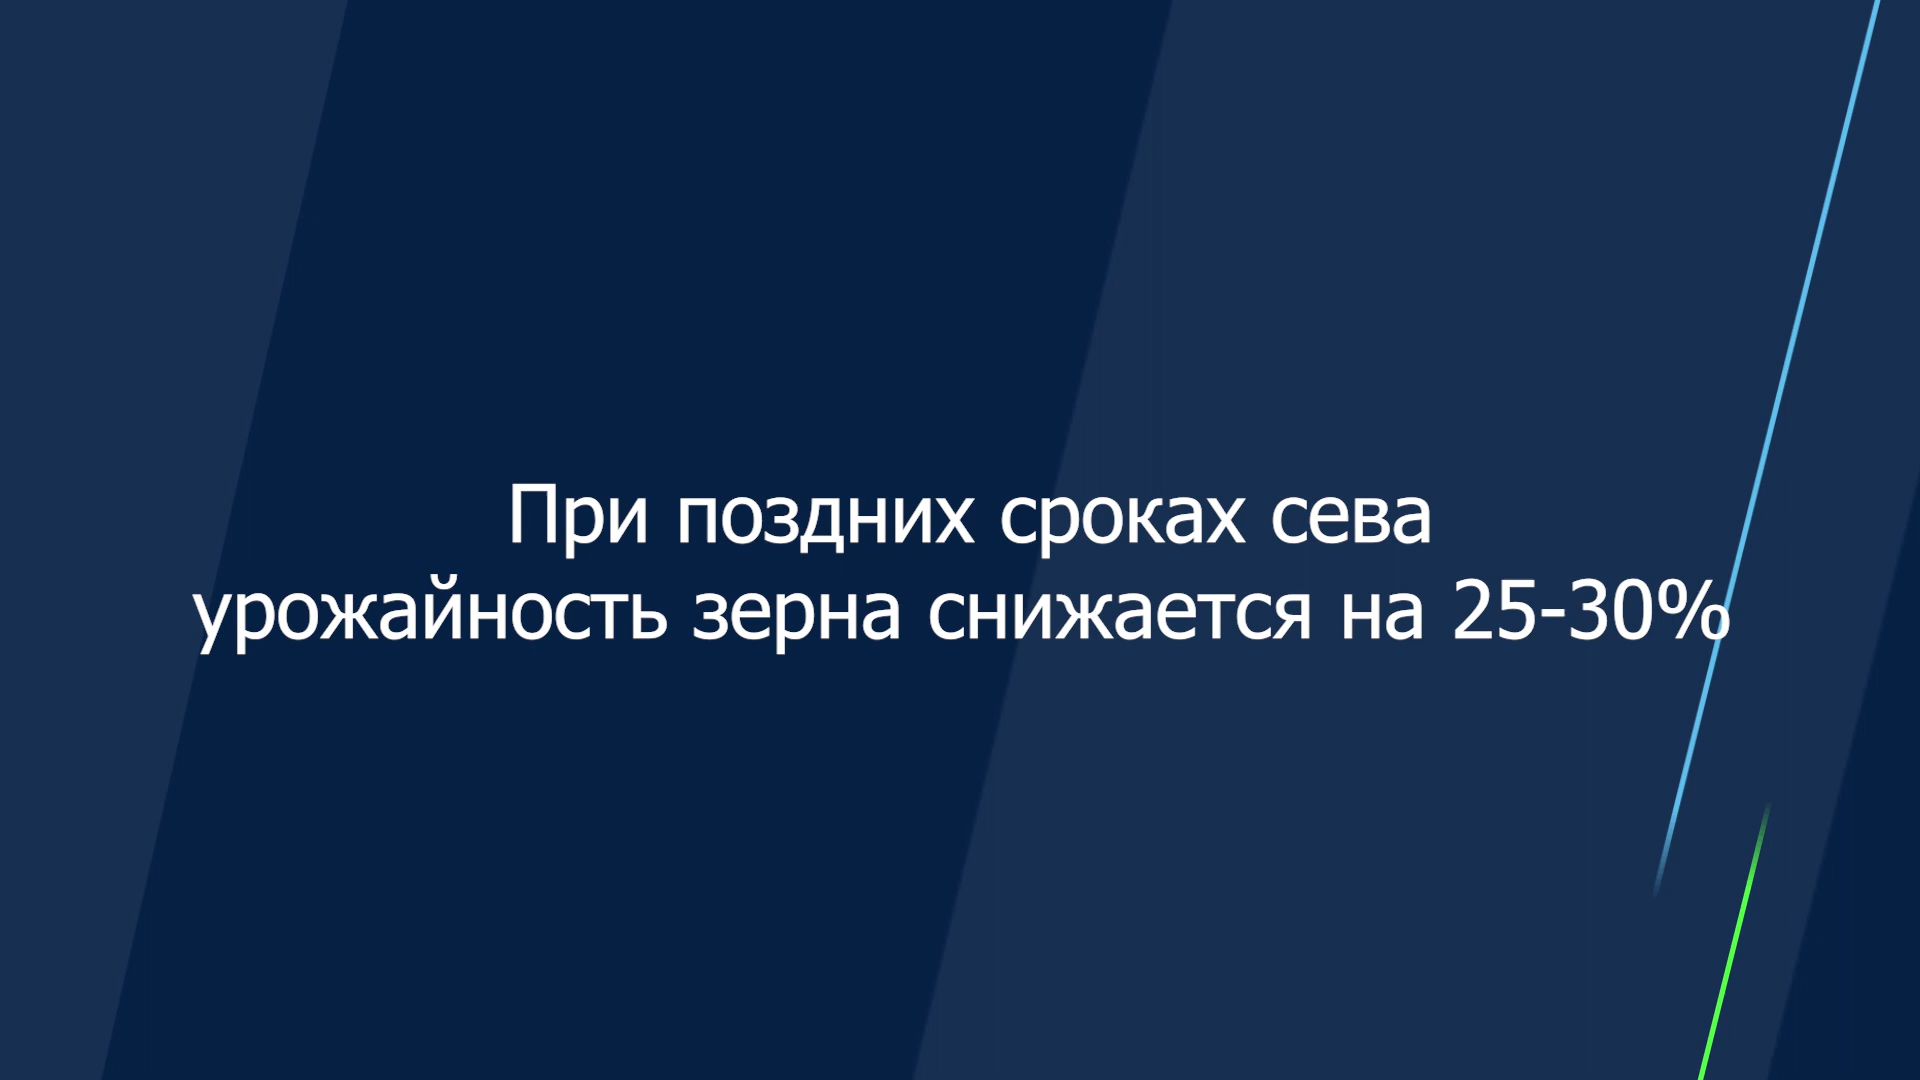 При поздних сроках сева
урожайность зерна снижается на 25-30%